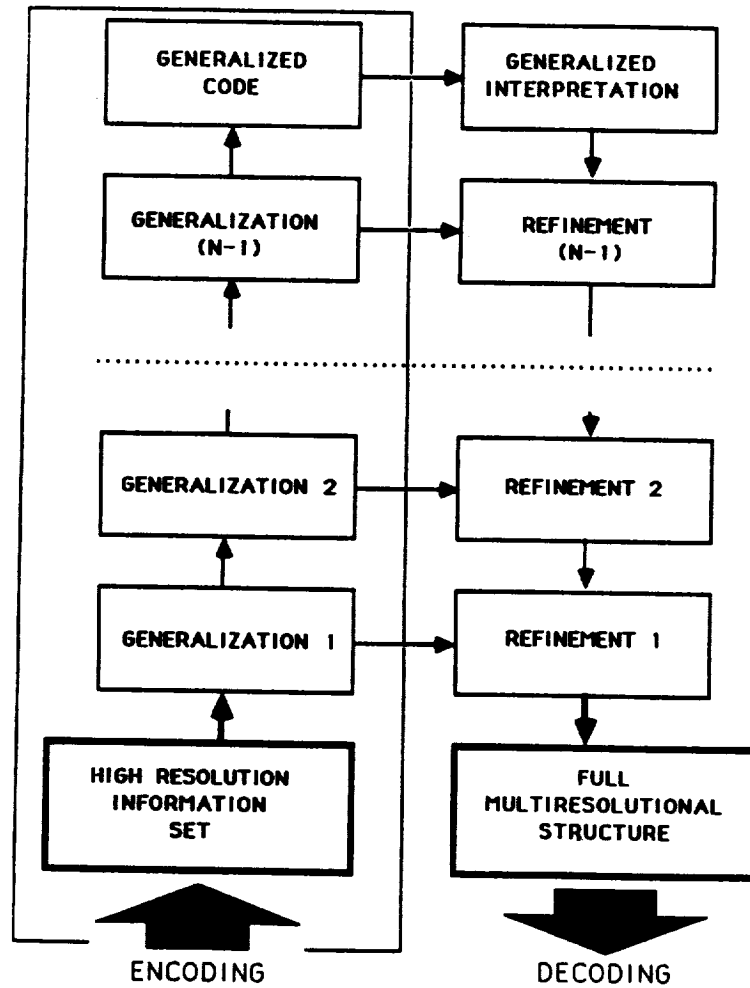 GENERALIZED
CODE
GENERALIZED
INTERPRETATION
GENERALIZATION
(N-1)
REFINEMENT
(N-1)
GENERALIZATION 2
REFINEMENT 2
GENERALIZATION 1
REFINEMENT 1
HIGH RESOLUTION
INFORMATION
SET
FULL
MULTIRESOLUTIONAL
STRUCTURE
ENCODING
DECODING